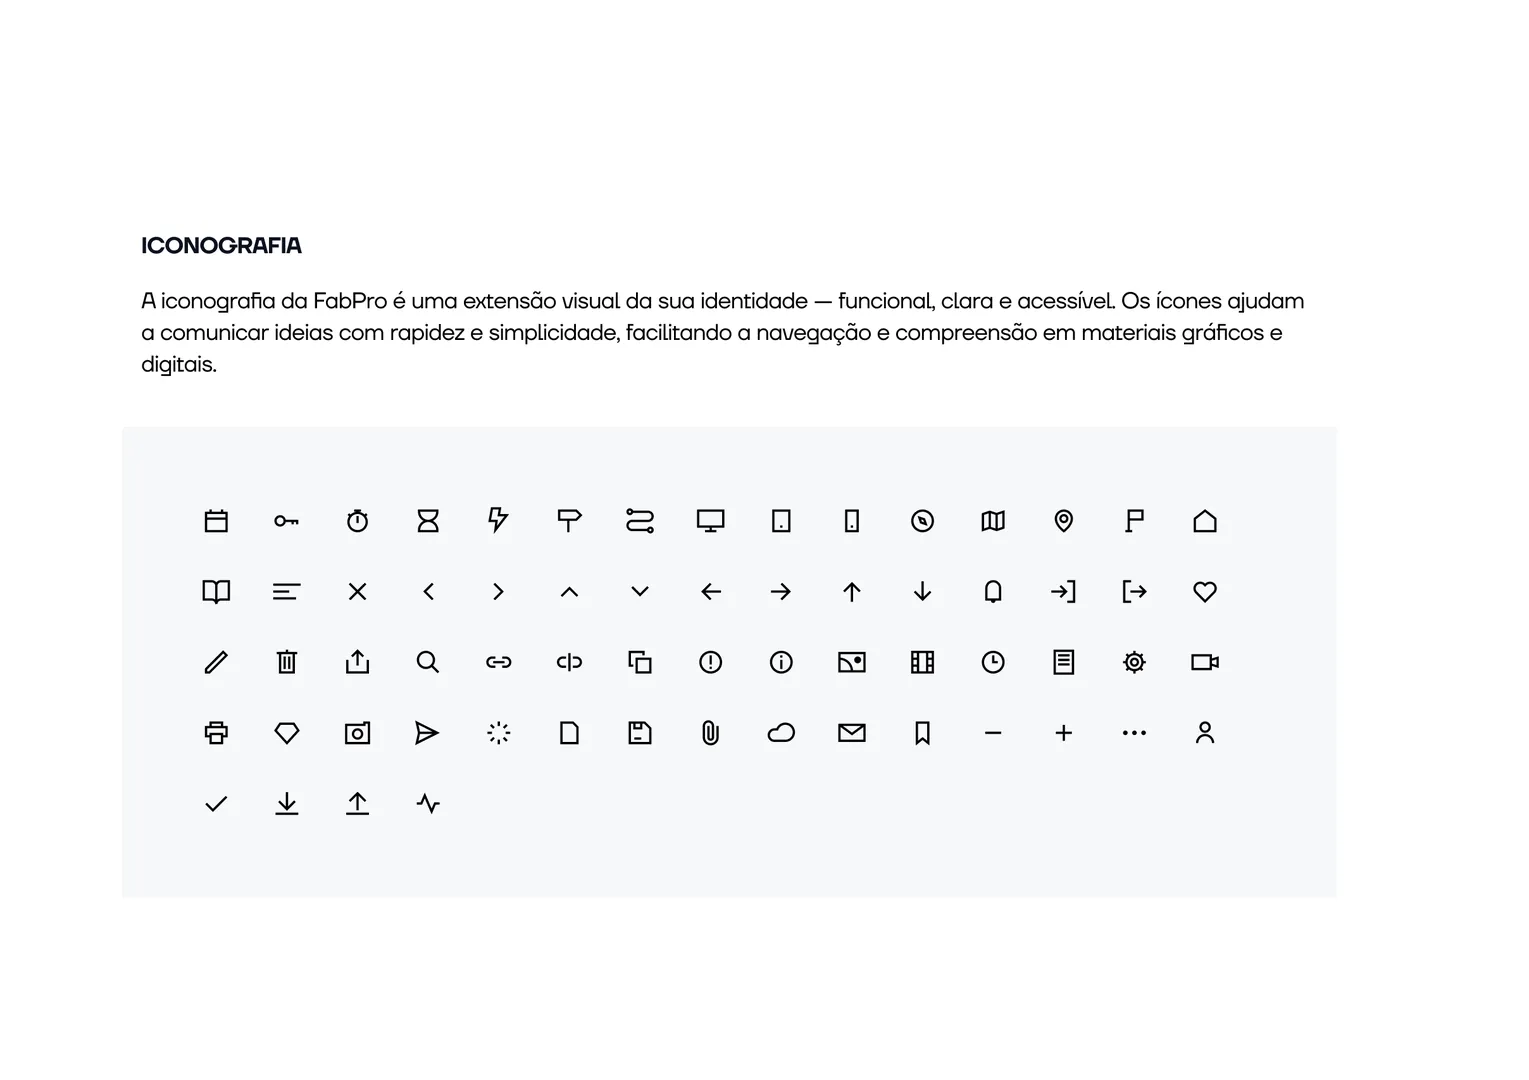 ICONOGRAFIA
A iconografia da FabPro é uma extensão visual da sua identidade — funcional, clara e acessível. Os ícones ajudam
a comunicar ideias com rapidez e simplicidade, facilitando a navegação e compreensão em materiais gráficos e
digitais.